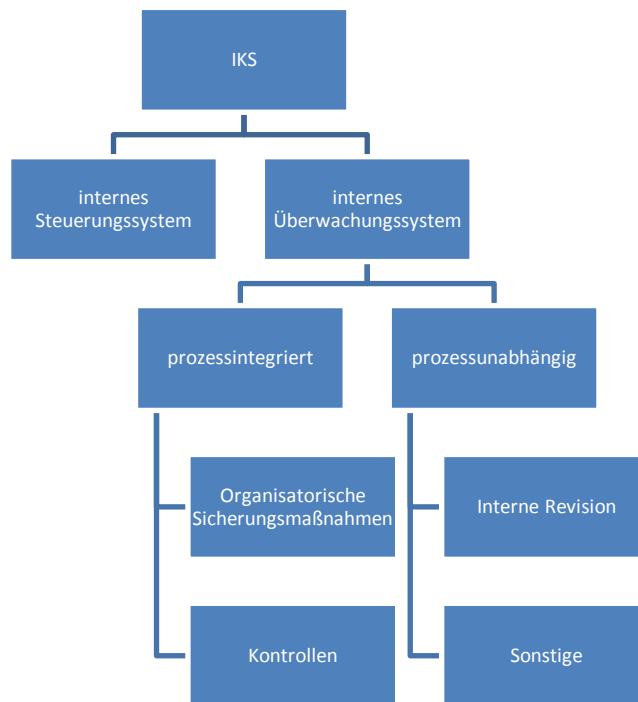 IKS
internes
Steuerungssystem
internes
Überwachungssystem
prozessintegriert
prozessunabhängig
Organisatorische
Sicherungsmaßnahmen
Interne Revision
Kontrollen
Sonstige